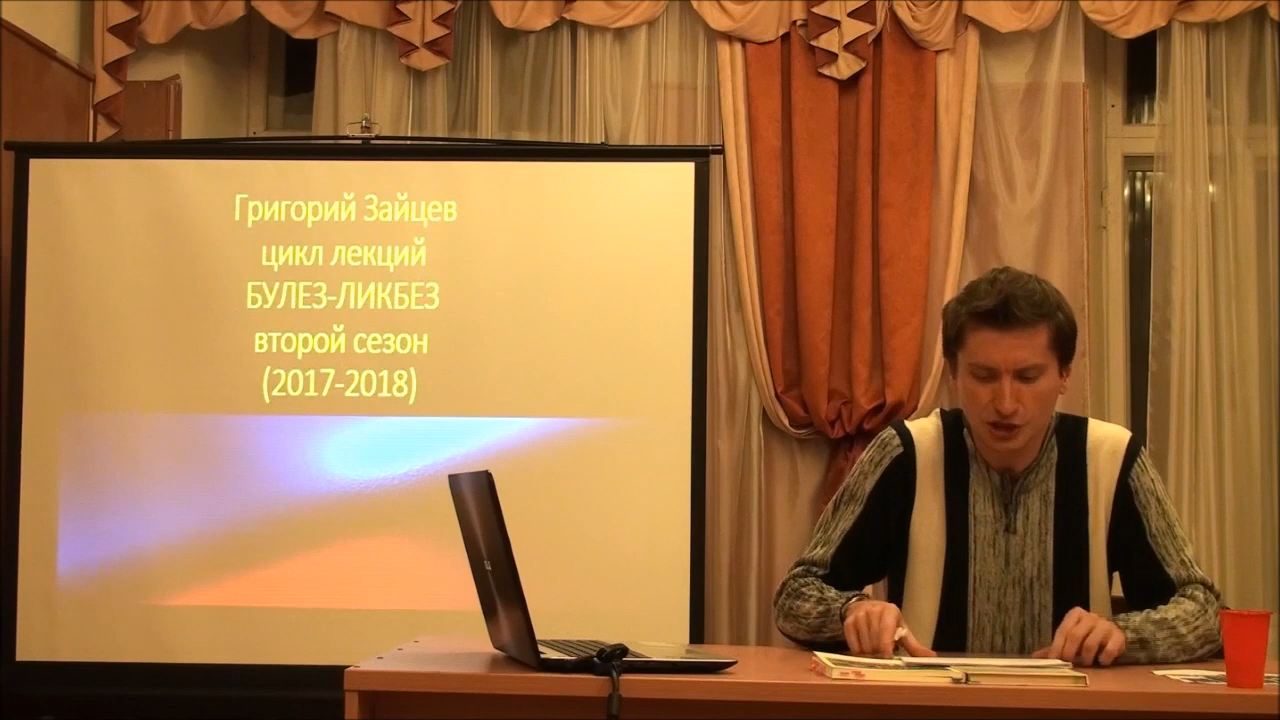 Григорий Зайцев
цикл лекций
БУЛЕЗ-ЛИКБЕЗ
второй сезон
(2017-2018)